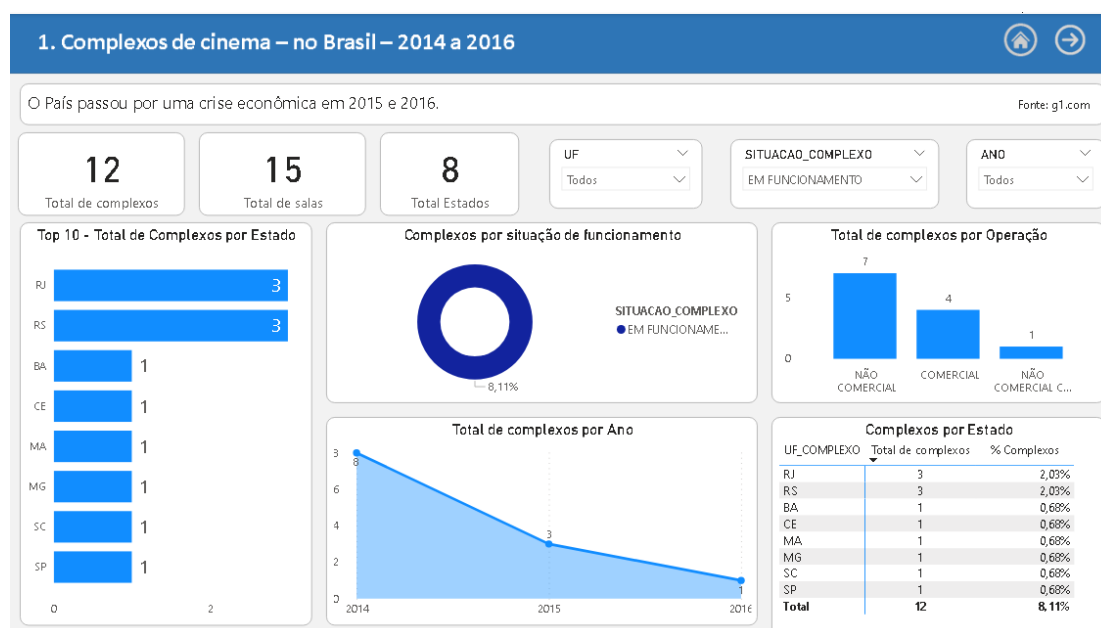 1. Complexos de cinema – no Brasil – 2014 a 2016
O País passou por uma crise econômica em 2015 e 2016.
Fonte: g1.com
12
Total de complexos
15
Total de salas
8
Total Estados
UF
Todos
SITUACAO_COMPLEXO
EM FUNCIONAMENTO
ANO
Todos
Top 10 - Total de Complexos por Estado
RJ 3
RS 3
BA 1
CE 1
MA 1
MG 1
SC 1
SP 1
0 2
Complexos por situação de funcionamento
SITUACAO_COMPLEXO
EM FUNCIONAME...
8,11%
Total de complexos por Operação
7
5
4
1
0
NÃO COMERCIAL
COMERCIAL
NÃO COMERCIAL C...
Total de complexos por Ano
8
8
6
4
3
2
1
0
2014 2015 2016
Complexos por Estado
UF_COMPLEXO Total de complexos % Complexos
RJ 3 2,03%
RS 3 2,03%
BA 1 0,68%
CE 1 0,68%
MA 1 0,68%
MG 1 0,68%
SC 1 0,68%
SP 1 0,68%
Total 12 8,11%